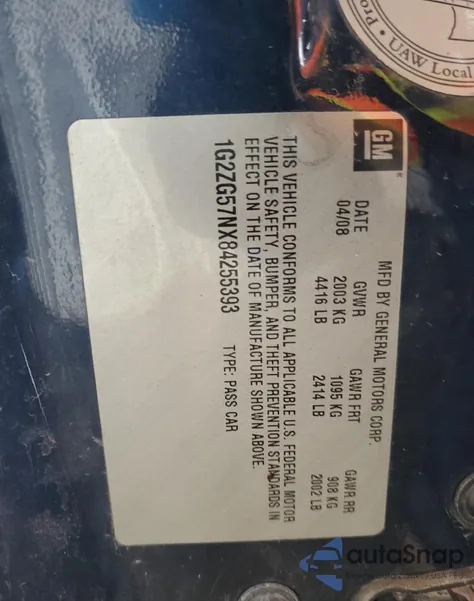 UAW Local
GM
MFD BY GENERAL MOTORS CORP.
DATE GVWR GAWR FRT GAWR RR
04/08 2003 KG 1095 KG 908 KG
4416 LB 2414 LB 2002 LB
THIS VEHICLE CONFORMS TO ALL APPLICABLE U.S. FEDERAL MOTOR
VEHICLE SAFETY, BUMPER, AND THEFT PREVENTION STANDARDS IN
EFFECT ON THE DATE OF MANUFACTURE SHOWN ABOVE.
1G2ZG57NX84255393 TYPE: PASS CAR
autoSnap